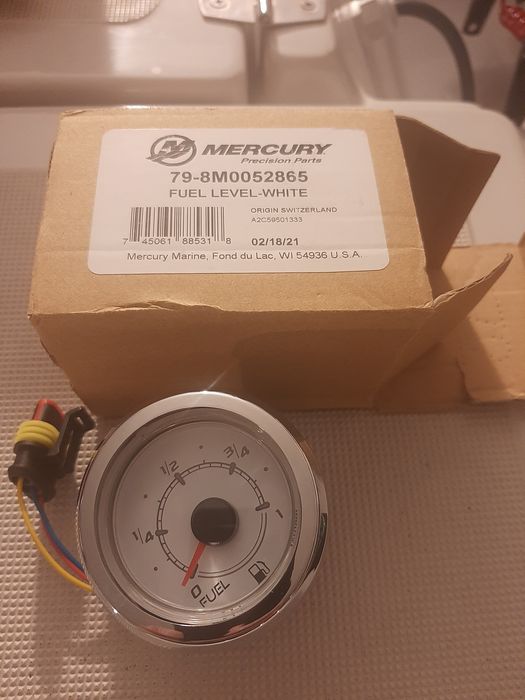 MERCURY
Precision Parts
79-8M0052865
FUEL LEVEL-WHITE
ORIGIN SWITZERLAND
A2C59501333
7 45061 88531 8
02/18/21
Mercury Marine, Fond du Lac, WI 54936 U.S.A.
1/2
3/4
1/4
1
0
FUEL